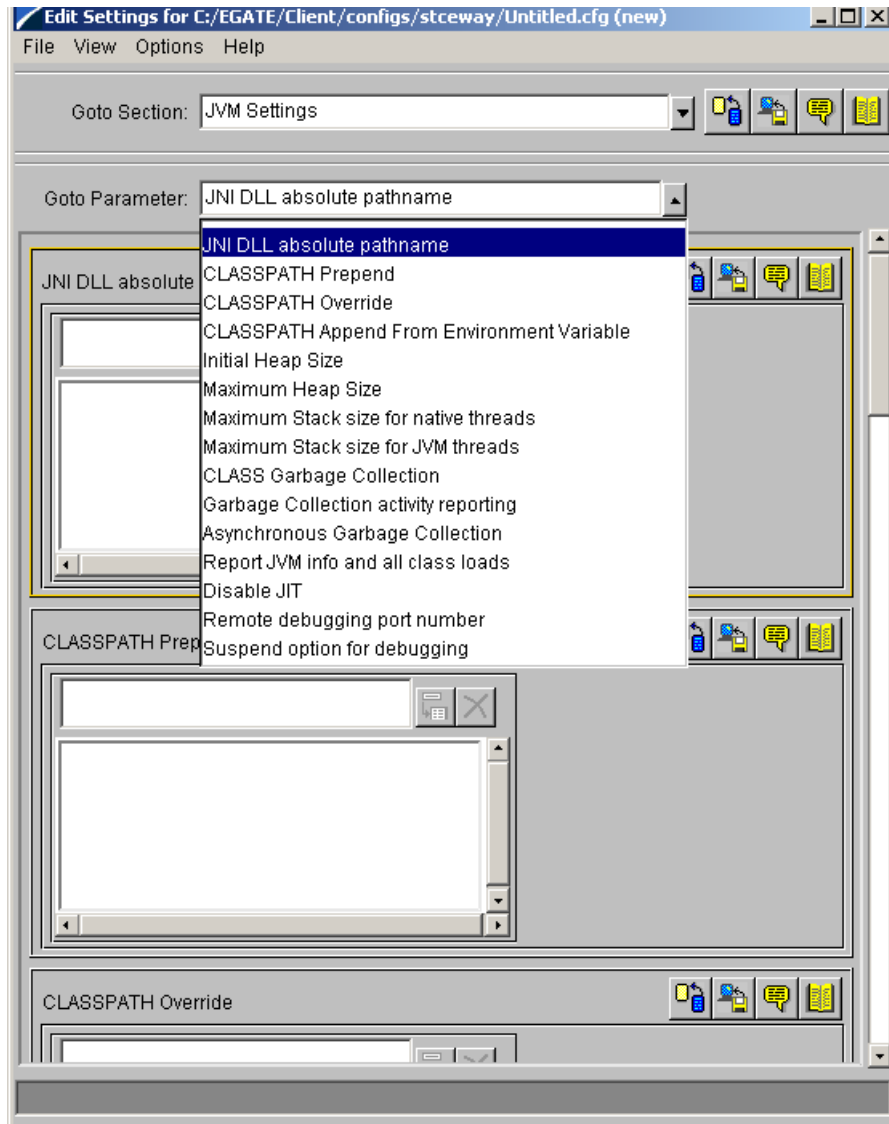 Edit Settings for C:/EGATE/Client/configs/stceway/Untitled.cfg (new)
File View Options Help
Goto Section: JVM Settings
Goto Parameter: JNI DLL absolute pathname
JNI DLL absolute pathname
CLASSPATH Prepend
CLASSPATH Override
CLASSPATH Append From Environment Variable
Initial Heap Size
Maximum Heap Size
Maximum Stack size for native threads
Maximum Stack size for JVM threads
CLASS Garbage Collection
Garbage Collection activity reporting
Asynchronous Garbage Collection
Report JVM info and all class loads
Disable JIT
Remote debugging port number
Suspend option for debugging
JNI DLL absolute
CLASSPATH Prep
CLASSPATH Override